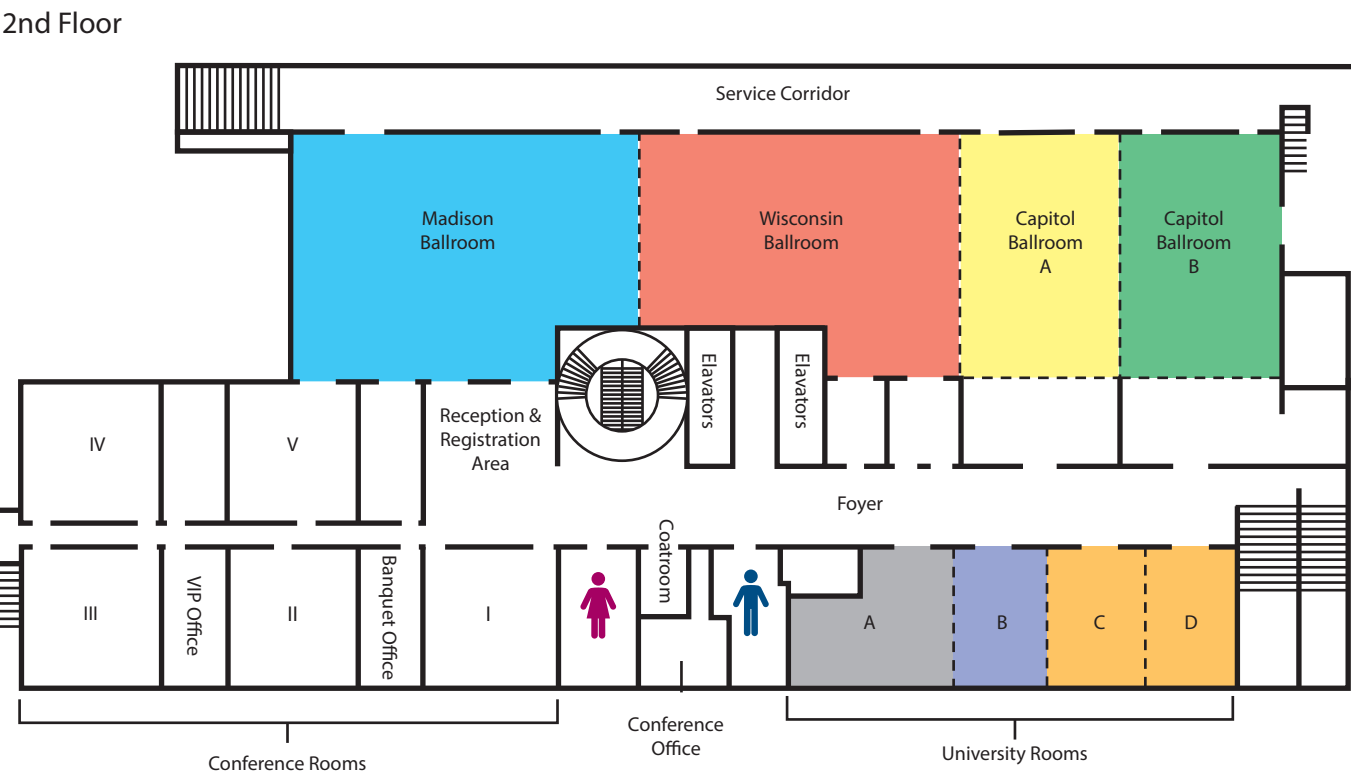 2nd Floor
Service Corridor
Madison
Ballroom
Wisconsin
Ballroom
Capitol
Ballroom
A
Capitol
Ballroom
B
Elavators
Elavators
IV
V
Reception &
Registration
Area
Foyer
Coatroom
III
VIP Office
II
Banquet Office
I
A
B
C
D
Conference Rooms
Conference
Office
University Rooms